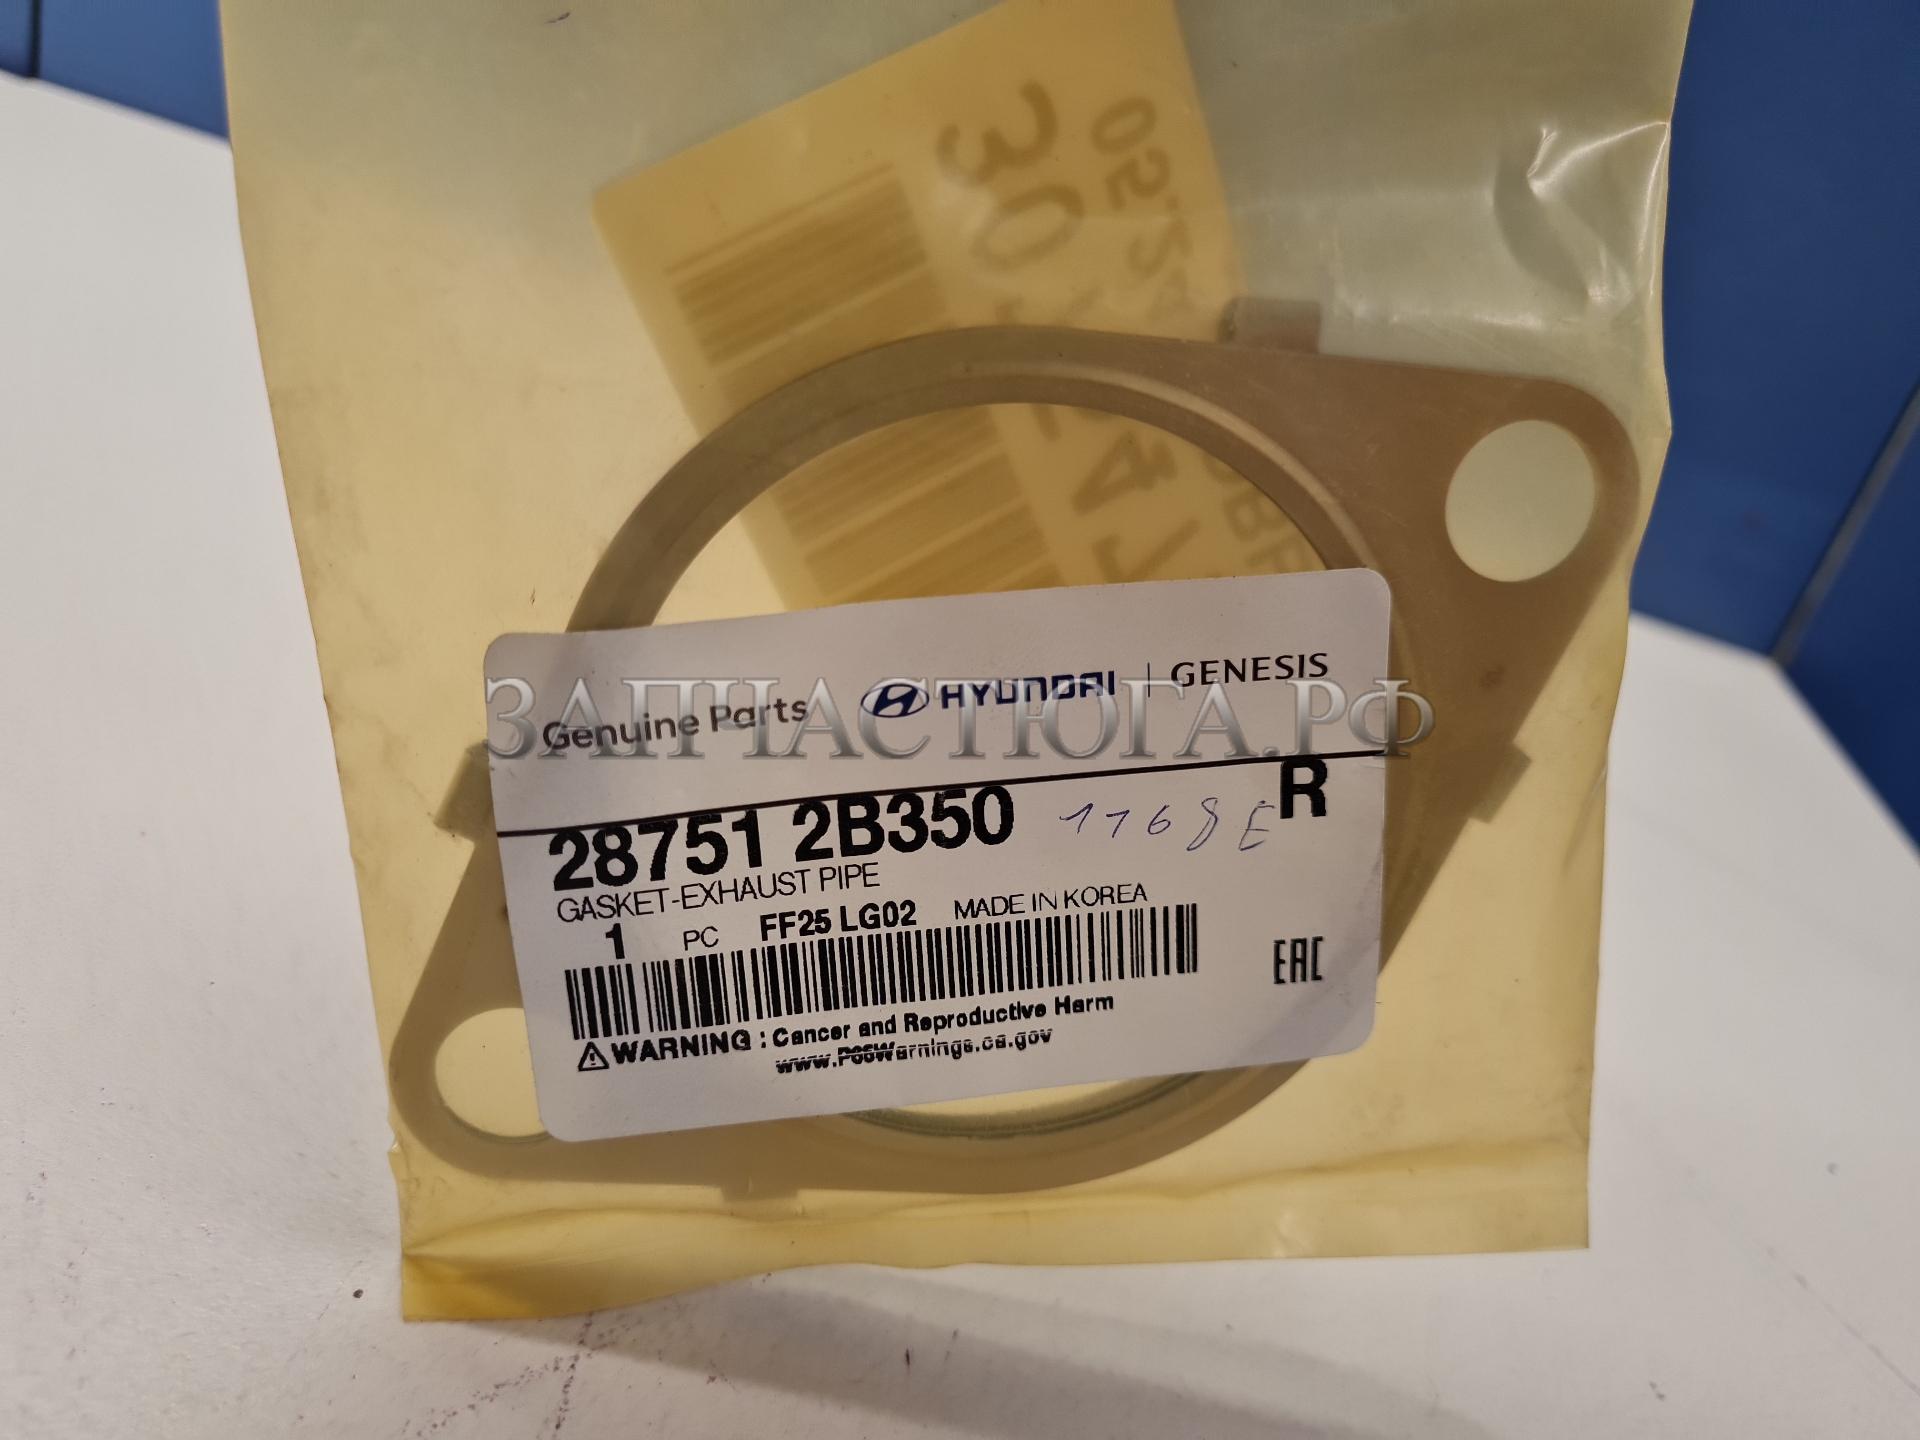 30
Genuine Parts HYUNDAI | GENESIS
ЗАПЧАСТЮГА.РФ
28751 2B350 1168E R
GASKET-EXHAUST PIPE
1 PC FF25 LG02 MADE IN KOREA
EAC
⚠WARNING : Cancer and Reproductive Harm
www.P65Warnings.ca.gov